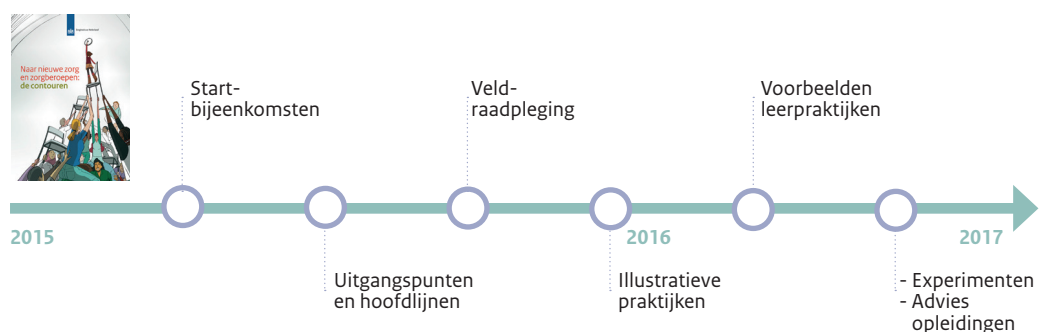 Naar nieuwe zorg
en zorgberoepen:
de contouren
Start-
bijeenkomsten
Veld-
raadpleging
Voorbeelden
leerpraktijken
2015
2016
2017
Uitgangspunten
en hoofdlijnen
Illustratieve
praktijken
- Experimenten
- Advies
opleidingen